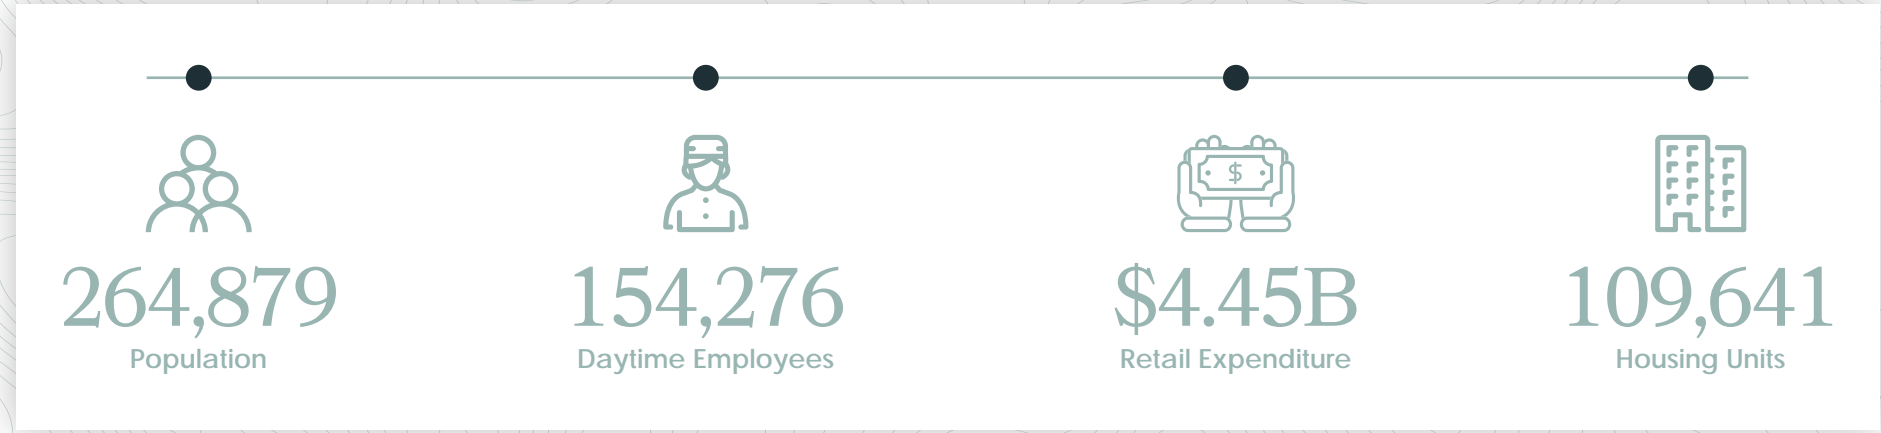 $
264,879
154,276
$4.45B
109,641
Population
Daytime Employees
Retail Expenditure
Housing Units